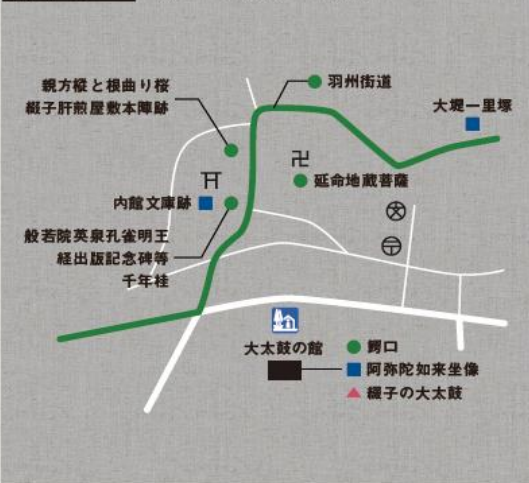 親方樅と根曲り桜
綴子肝煎屋敷本陣跡
羽州街道
大堤一里塚
延命地蔵菩薩
内館文庫跡
般若院英泉孔雀明王
経出版記念碑等
千年桂
大太鼓の館
鰐口
阿弥陀如来坐像
綴子の大太鼓